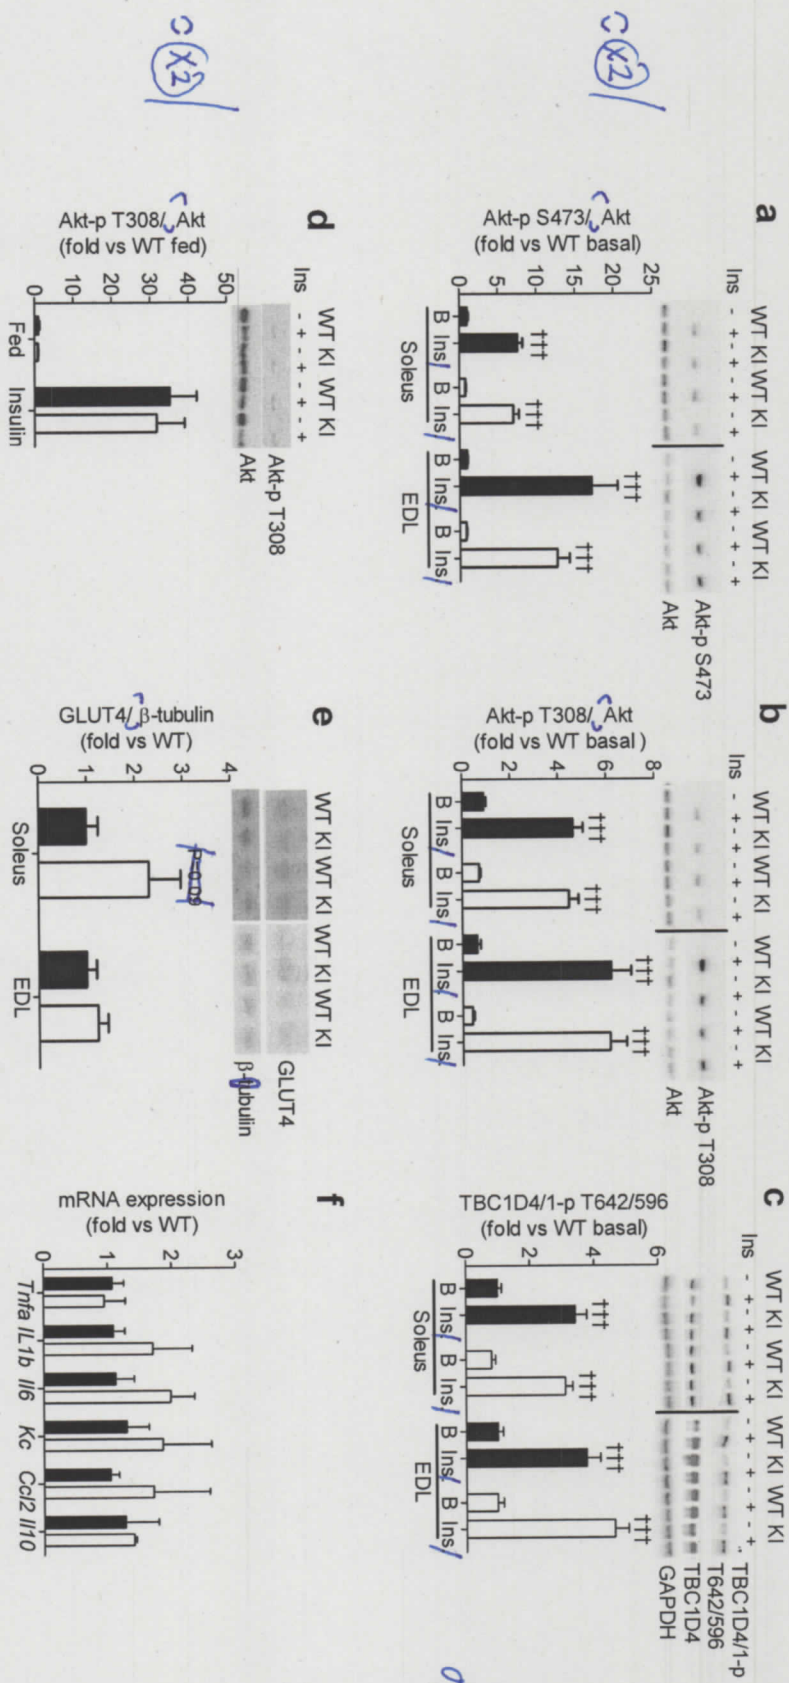 a
Ins
WT KI WT KI WT KI WT KI
- + - + - + - + - + - + - + - +
Akt-p S473
Akt
Akt-p S473/ Akt
(fold vs WT basal)
25
20
15
10
5
0
†††
†††
†††
†††
B Ins B Ins B Ins B Ins
Soleus EDL
b
Ins
WT KI WT KI WT KI WT KI
- + - + - + - + - + - + - + - +
Akt-p T308
Akt
Akt-p T308/ Akt
(fold vs WT basal )
8
6
4
2
0
†††
†††
†††
†††
B Ins B Ins B Ins B Ins
Soleus EDL
c
Ins
WT KI WT KI WT KI WT KI
- + - + - + - + - + - + - + - +
TBC1D4/1-p
T642/596
TBC1D4
GAPDH
TBC1D4/1-p T642/596
(fold vs WT basal)
6
4
2
0
†††
†††
†††
†††
B Ins B Ins B Ins B Ins
Soleus EDL
C X2
d
Ins
WT KI WT KI
- + - + - + - +
Akt-p T308
Akt
Akt-p T308/ Akt
(fold vs WT fed)
50
40
30
20
10
0
Fed Insulin
C X2
e
WT KI WT KI WT KI WT KI
GLUT4
β-tubulin
GLUT4/ β-tubulin
(fold vs WT)
4
3
2
1
0
P=0.09
Soleus EDL
f
mRNA expression
(fold vs WT)
3
2
1
0
Tnfa IL1b Il6 Kc Ccl2 Il10